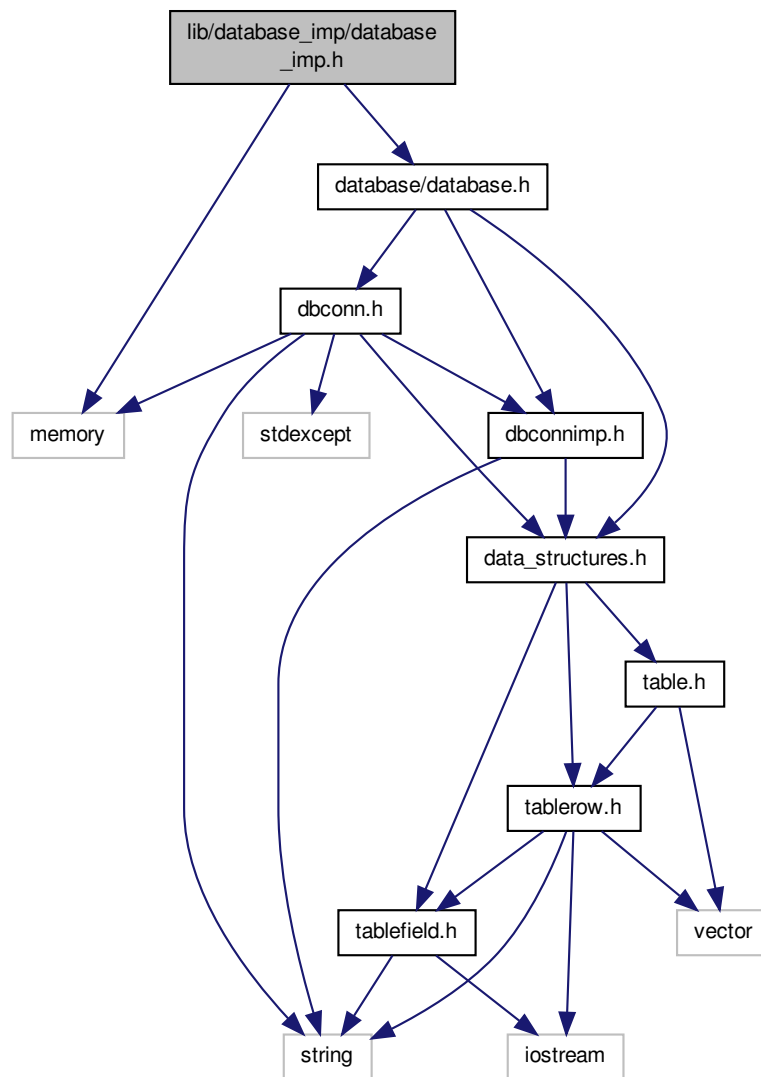 lib/database_imp/database
_imp.h
database/database.h
dbconn.h
memory
stdexcept
dbconnimp.h
data_structures.h
table.h
tablerow.h
tablefield.h
vector
string
iostream